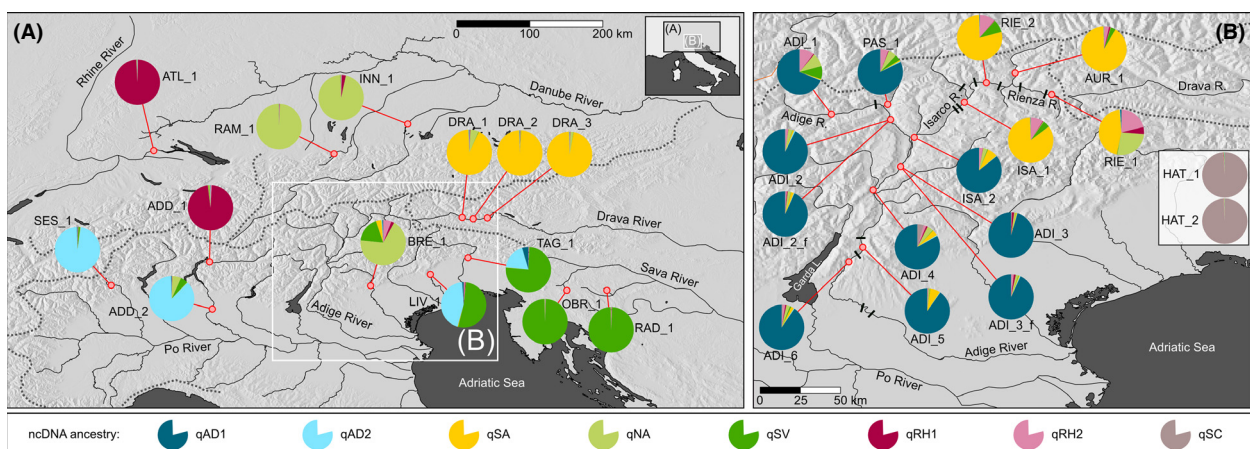 (A)
Rhine River
ATL_1
INN_1
RAM_1
0 100 200 km
(A)
(B)
Danube River
DRA_1
DRA_2
DRA_3
ADD_1
SES_1
ADD_2
BRE_1
TAG_1
LIV_1
OBR_1
RAD_1
Drava River
Sava River
Adige River
Po River
Adriatic Sea
(B)
(B)
ADI_1
PAS_1
RIE_2
AUR_1
Isarco R.
Rienza R.
Drava R.
Adige R.
ADI_2
ISA_1
RIE_1
ISA_2
ADI_2_f
ADI_3
ADI_4
Garda L.
ADI_3_f
ADI_5
ADI_6
HAT_1
HAT_2
Adige River
Po River
Adriatic Sea
0 25 50 km
ncDNA ancestry: qAD1 qAD2 qSA qNA qSV qRH1 qRH2 qSC